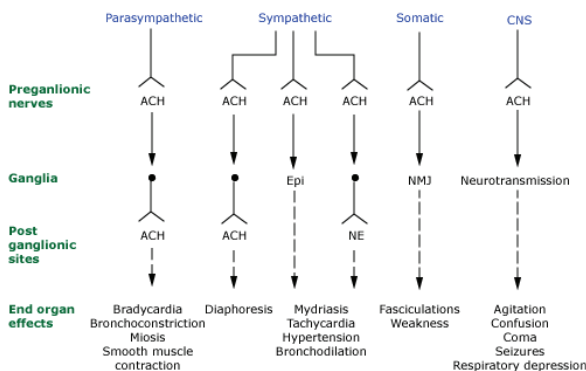 Parasympathetic Sympathetic Somatic CNS
Preganlionic
nerves
ACH ACH ACH ACH ACH ACH
Ganglia
Epi NMJ Neurotransmission
Post
ganglionic
sites
ACH ACH NE
End organ
effects
Bradycardia
Bronchoconstriction
Miosis
Smooth muscle
contraction
Diaphoresis
Mydriasis
Tachycardia
Hypertension
Bronchodilation
Fasciculations
Weakness
Agitation
Confusion
Coma
Seizures
Respiratory depression